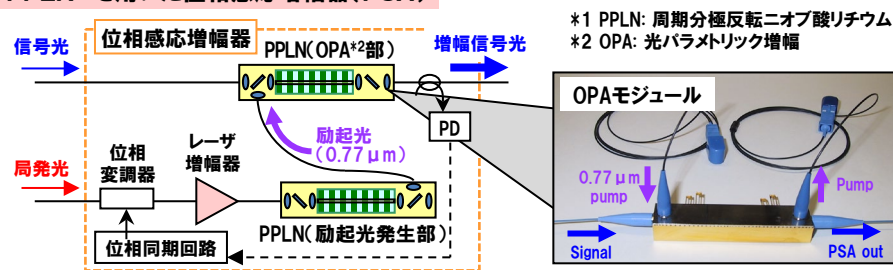 *1 PPLN: 周期分極反転ニオブ酸リチウム
*2 OPA: 光パラメトリック増幅
信号光
位相感応増幅器
PPLN(OPA*2部)
増幅信号光
励起光
(0.77μm)
PD
局発光
位相
変調器
レーザ
増幅器
PPLN(励起光発生部)
位相同期回路
OPAモジュール
0.77μm
pump
Pump
Signal
PSA out